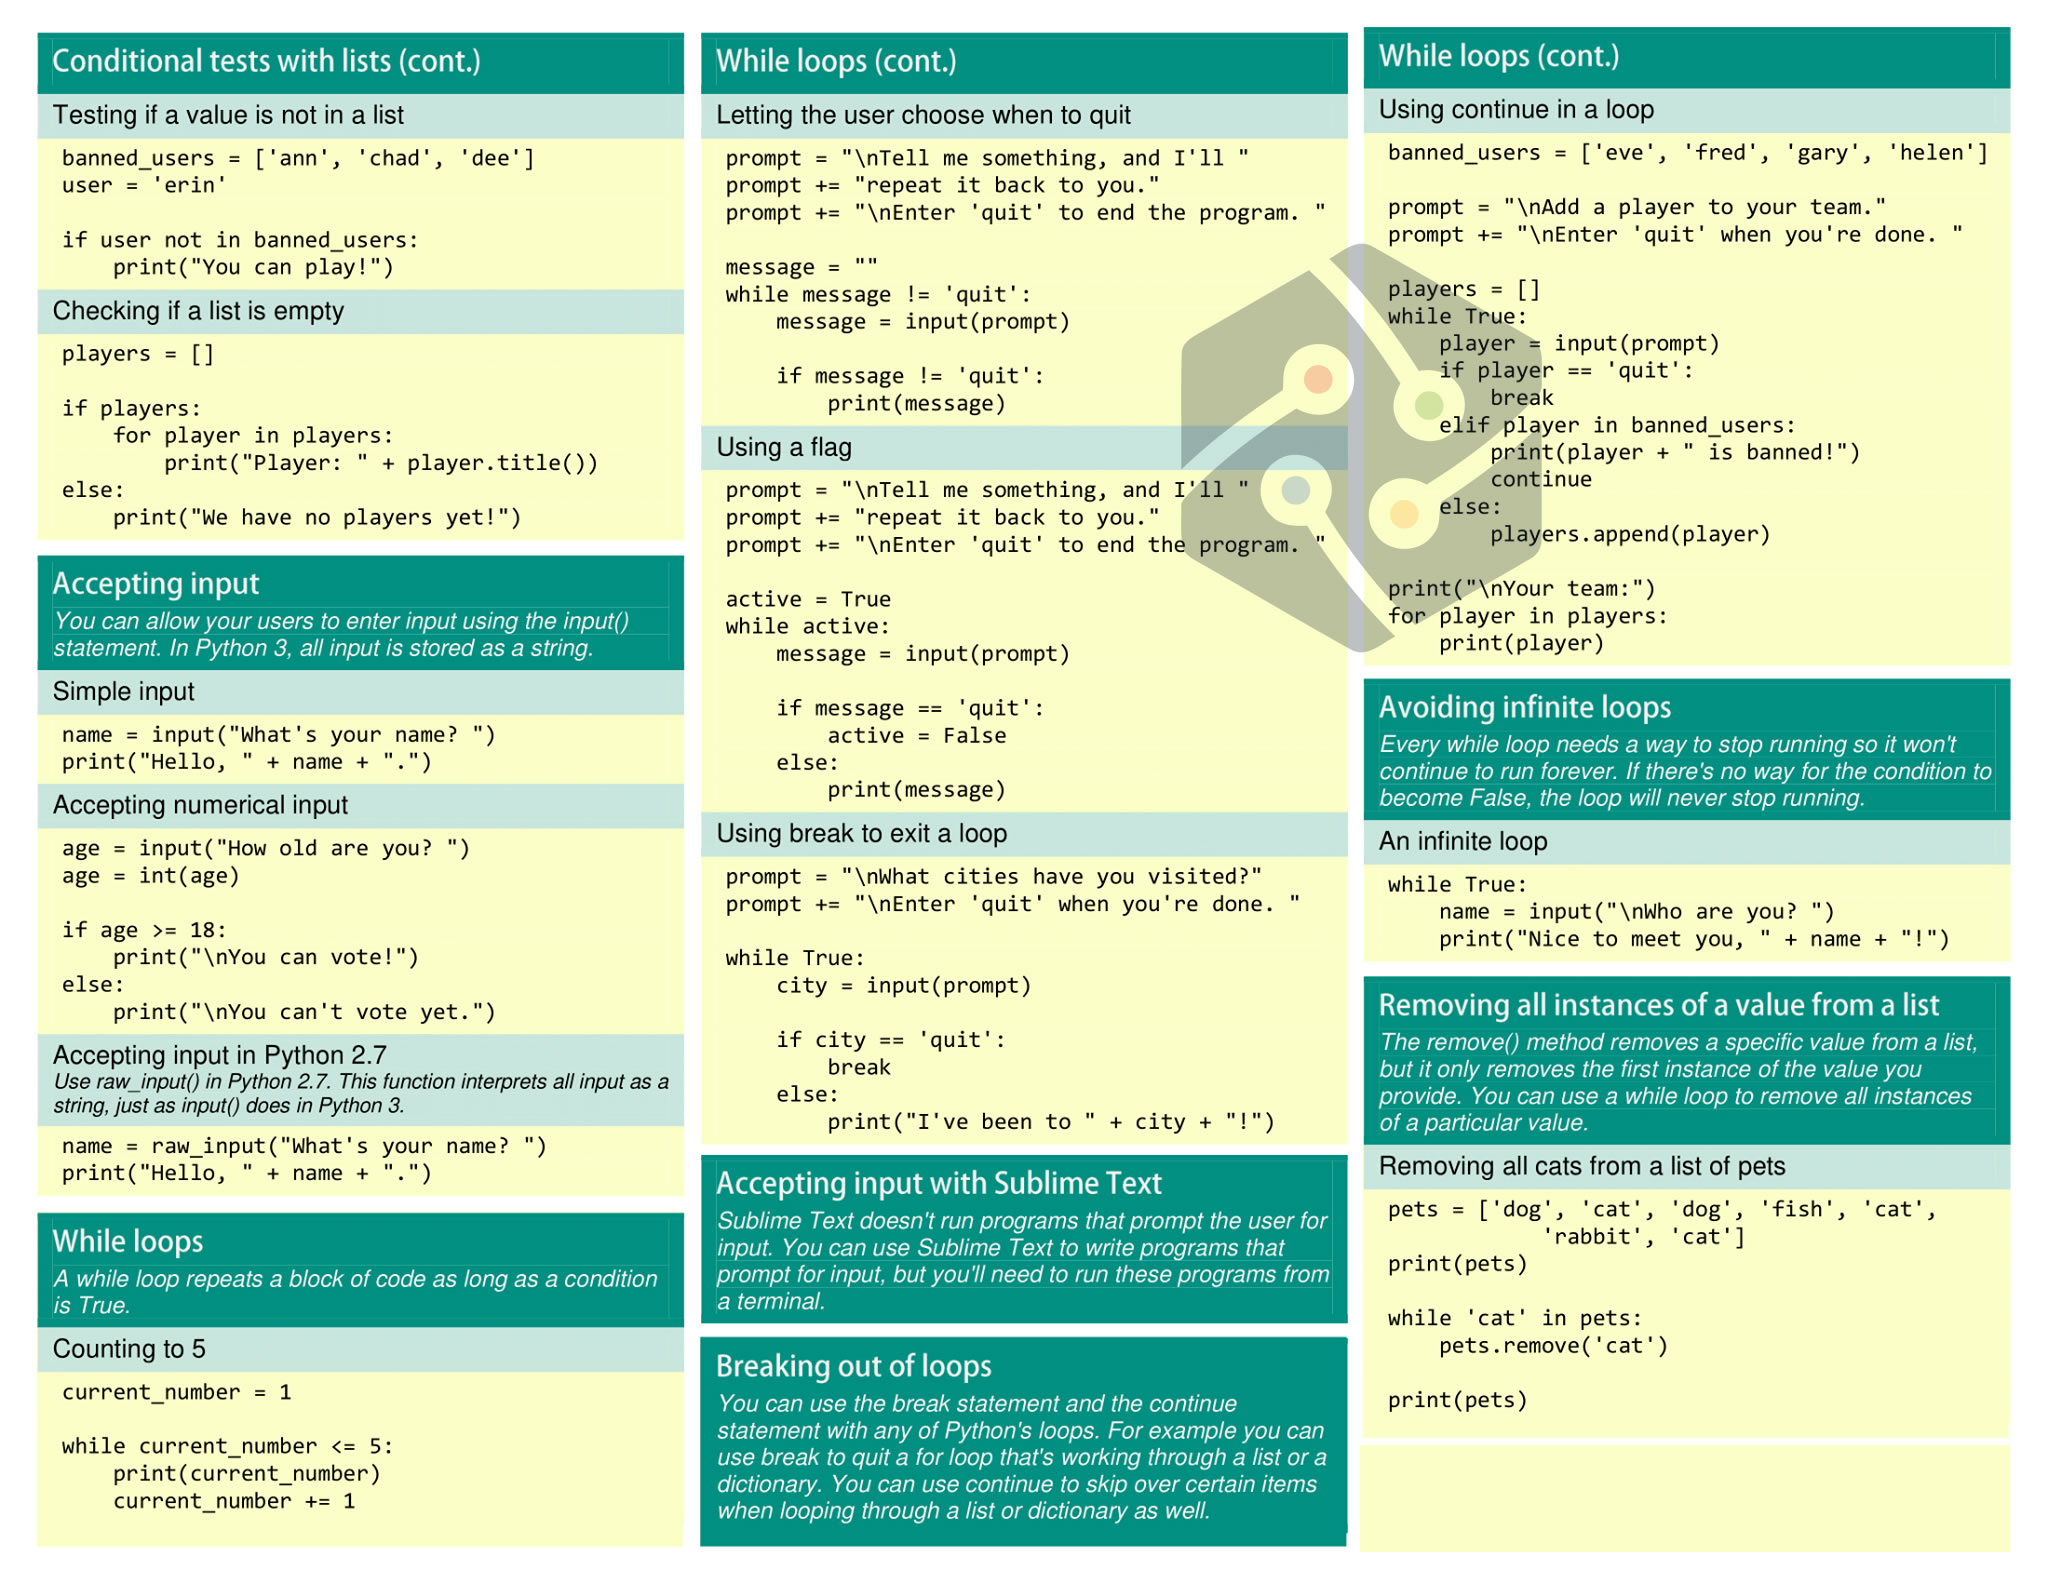 Conditional tests with lists (cont.)
Testing if a value is not in a list
banned_users = ['ann', 'chad', 'dee']
user = 'erin'

if user not in banned_users:
    print("You can play!")
Checking if a list is empty
players = []

if players:
    for player in players:
        print("Player: " + player.title())
else:
    print("We have no players yet!")
Accepting input
You can allow your users to enter input using the input()
statement. In Python 3, all input is stored as a string.
Simple input
name = input("What's your name? ")
print("Hello, " + name + ".")
Accepting numerical input
age = input("How old are you? ")
age = int(age)

if age >= 18:
    print("\nYou can vote!")
else:
    print("\nYou can't vote yet.")
Accepting input in Python 2.7
Use raw_input() in Python 2.7. This function interprets all input as a
string, just as input() does in Python 3.
name = raw_input("What's your name? ")
print("Hello, " + name + ".")
While loops
A while loop repeats a block of code as long as a condition
is True.
Counting to 5
current_number = 1

while current_number <= 5:
    print(current_number)
    current_number += 1
While loops (cont.)
Letting the user choose when to quit
prompt = "\nTell me something, and I'll "
prompt += "repeat it back to you."
prompt += "\nEnter 'quit' to end the program. "

message = ""
while message != 'quit':
    message = input(prompt)

    if message != 'quit':
        print(message)
Using a flag
prompt = "\nTell me something, and I'll "
prompt += "repeat it back to you."
prompt += "\nEnter 'quit' to end the program. "

active = True
while active:
    message = input(prompt)

    if message == 'quit':
        active = False
    else:
        print(message)
Using break to exit a loop
prompt = "\nWhat cities have you visited?"
prompt += "\nEnter 'quit' when you're done. "

while True:
    city = input(prompt)

    if city == 'quit':
        break
    else:
        print("I've been to " + city + "!")
Accepting input with Sublime Text
Sublime Text doesn't run programs that prompt the user for
input. You can use Sublime Text to write programs that
prompt for input, but you'll need to run these programs from
a terminal.
Breaking out of loops
You can use the break statement and the continue
statement with any of Python's loops. For example you can
use break to quit a for loop that's working through a list or a
dictionary. You can use continue to skip over certain items
when looping through a list or dictionary as well.
While loops (cont.)
Using continue in a loop
banned_users = ['eve', 'fred', 'gary', 'helen']

prompt = "\nAdd a player to your team."
prompt += "\nEnter 'quit' when you're done. "

players = []
while True:
    player = input(prompt)
    if player == 'quit':
        break
    elif player in banned_users:
        print(player + " is banned!")
        continue
    else:
        players.append(player)

print("\nYour team:")
for player in players:
    print(player)
Avoiding infinite loops
Every while loop needs a way to stop running so it won't
continue to run forever. If there's no way for the condition to
become False, the loop will never stop running.
An infinite loop
while True:
    name = input("\nWho are you? ")
    print("Nice to meet you, " + name + "!")
Removing all instances of a value from a list
The remove() method removes a specific value from a list,
but it only removes the first instance of the value you
provide. You can use a while loop to remove all instances
of a particular value.
Removing all cats from a list of pets
pets = ['dog', 'cat', 'dog', 'fish', 'cat',
            'rabbit', 'cat']
print(pets)

while 'cat' in pets:
    pets.remove('cat')

print(pets)